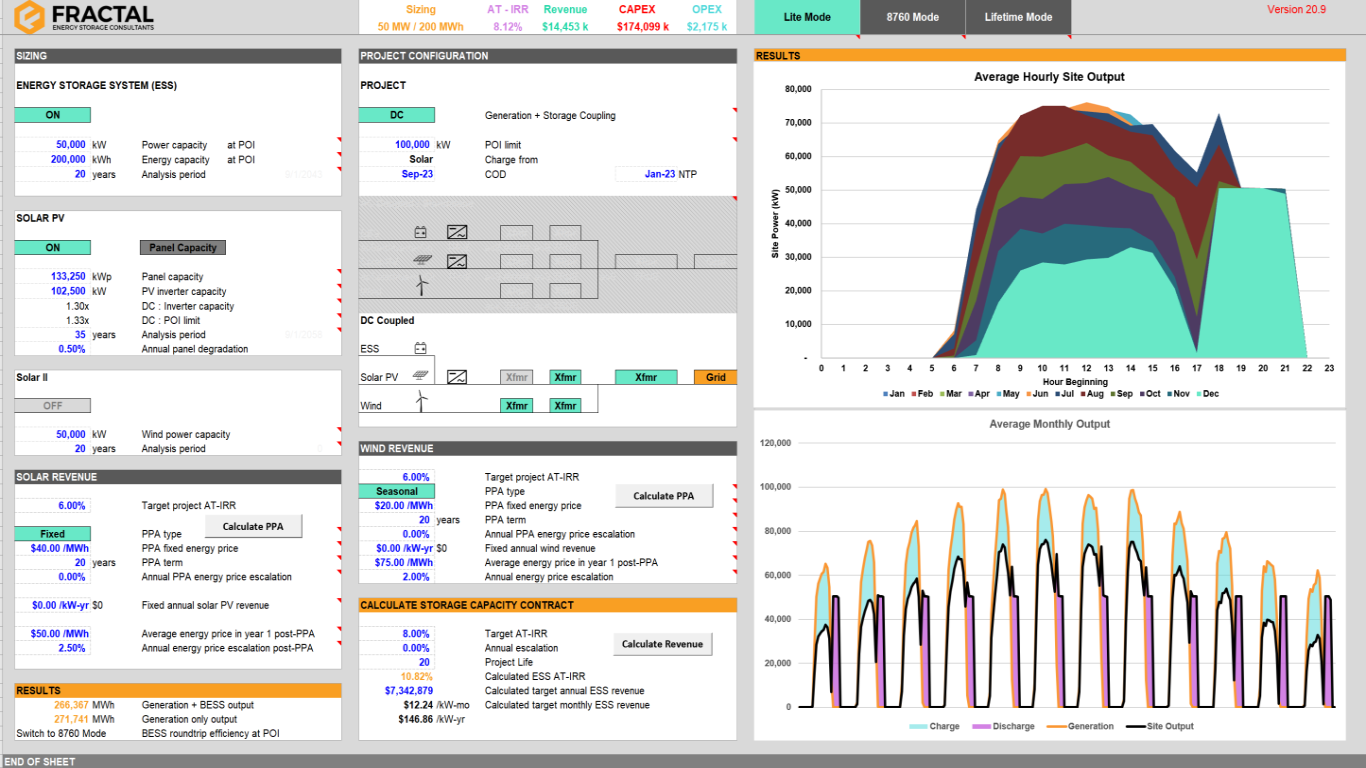 FRACTAL
ENERGY STORAGE CONSULTANTS
Sizing AT - IRR Revenue CAPEX OPEX
50 MW / 200 MWh 8.12% $14,453 k $174,099 k $2,175 k
Lite Mode 8760 Mode Lifetime Mode
Version 20.9
SIZING
ENERGY STORAGE SYSTEM (ESS)
ON
50,000 kW Power capacity at POI
200,000 kWh Energy capacity at POI
20 years Analysis period 9/1/2043
SOLAR PV
ON Panel Capacity
133,250 kWp Panel capacity
102,500 kW PV inverter capacity
1.30x DC : Inverter capacity
1.33x DC : POI limit
35 years Analysis period 9/1/2058
0.50% Annual panel degradation
Solar II
OFF
50,000 kW Wind power capacity
20 years Analysis period
SOLAR REVENUE
6.00% Target project AT-IRR
Fixed PPA type Calculate PPA
$40.00 /MWh PPA fixed energy price
20 years PPA term
0.00% Annual PPA energy price escalation
$0.00 /kW-yr $0 Fixed annual solar PV revenue
$50.00 /MWh Average energy price in year 1 post-PPA
2.50% Annual energy price escalation post-PPA
RESULTS
266,367 MWh Generation + BESS output
271,741 MWh Generation only output
Switch to 8760 Mode BESS roundtrip efficiency at POI
PROJECT CONFIGURATION
PROJECT
DC Generation + Storage Coupling
100,000 kW POI limit
Solar Charge from
Sep-23 COD Jan-23 NTP
DC Coupled
ESS
Solar PV Xfmr Xfmr Xfmr Grid
Wind Xfmr Xfmr
WIND REVENUE
6.00% Target project AT-IRR
Seasonal PPA type Calculate PPA
$20.00 /MWh PPA fixed energy price
20 years PPA term
0.00% Annual PPA energy price escalation
$0.00 /kW-yr $0 Fixed annual wind revenue
$75.00 /MWh Average energy price in year 1 post-PPA
2.00% Annual energy price escalation
CALCULATE STORAGE CAPACITY CONTRACT
8.00% Target AT-IRR
0.00% Annual escalation Calculate Revenue
20 Project Life
10.82% Calculated ESS AT-IRR
$7,342,879 Calculated target annual ESS revenue
$12.24 /kW-mo Calculated target monthly ESS revenue
$146.86 /kW-yr
RESULTS
Average Hourly Site Output
Site Power (kW)
80,000
70,000
60,000
50,000
40,000
30,000
20,000
10,000
-
0 1 2 3 4 5 6 7 8 9 10 11 12 13 14 15 16 17 18 19 20 21 22 23
Hour Beginning
Jan Feb Mar Apr May Jun Jul Aug Sep Oct Nov Dec
Average Monthly Output
120,000
100,000
80,000
60,000
40,000
20,000
0
Charge Discharge Generation Site Output
END OF SHEET